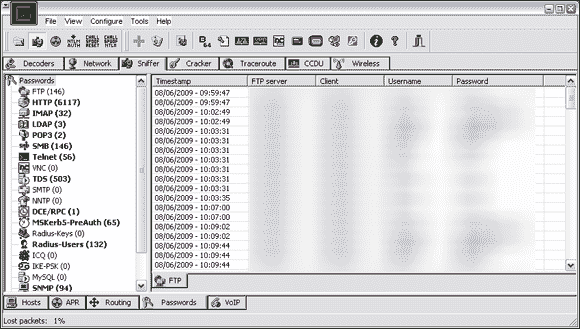 File View Configure Tools Help
Decoders Network Sniffer Cracker Traceroute CCDU Wireless
Passwords
FTP (146)
HTTP (6117)
IMAP (32)
LDAP (3)
POP3 (2)
SMB (146)
Telnet (56)
VNC (0)
TDS (503)
SMTP (0)
NNTP (0)
DCE/RPC (1)
MSKerb5-PreAuth (65)
Radius-Keys (0)
Radius-Users (132)
ICQ (0)
IKE-PSK (0)
MySQL (0)
SNMP (94)
Timestamp FTP server Client Username Password
08/06/2009 - 09:59:47
08/06/2009 - 09:59:47
08/06/2009 - 10:02:49
08/06/2009 - 10:02:49
08/06/2009 - 10:03:31
08/06/2009 - 10:03:31
08/06/2009 - 10:03:31
08/06/2009 - 10:03:31
08/06/2009 - 10:03:31
08/06/2009 - 10:03:31
08/06/2009 - 10:03:31
08/06/2009 - 10:03:35
08/06/2009 - 10:07:00
08/06/2009 - 10:07:00
08/06/2009 - 10:09:02
08/06/2009 - 10:09:02
08/06/2009 - 10:09:44
08/06/2009 - 10:09:44
FTP
Hosts APR Routing Passwords VoIP
Lost packets: 1%